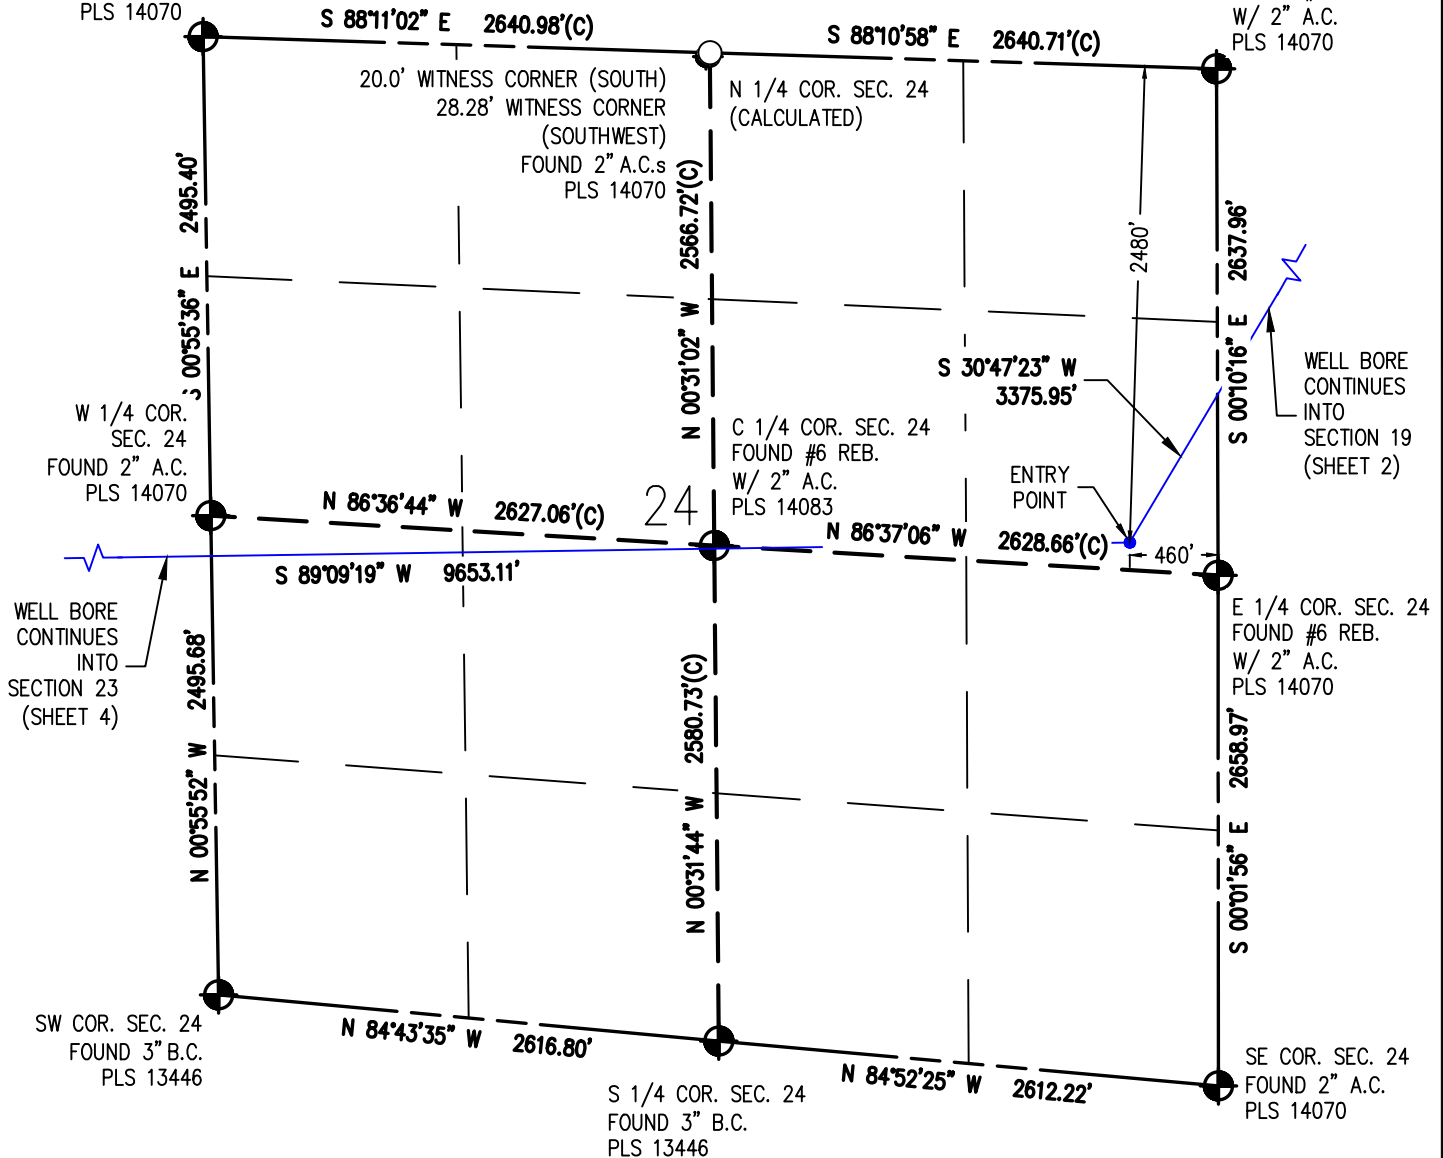 PLS 14070
S 88°11'02" E 2640.98'(C)
S 88°10'58" E 2640.71'(C)
W/ 2" A.C.
PLS 14070
20.0' WITNESS CORNER (SOUTH)
28.28' WITNESS CORNER
(SOUTHWEST)
FOUND 2" A.C.s
PLS 14070
N 1/4 COR. SEC. 24
(CALCULATED)
S 00°55'36" E 2495.40'
N 00°31'02" W 2566.72'(C)
2480'
S 00°10'16" E 2637.96'
S 30°47'23" W
3375.95'
WELL BORE
CONTINUES
INTO
SECTION 19
(SHEET 2)
W 1/4 COR.
SEC. 24
FOUND 2" A.C.
PLS 14070
C 1/4 COR. SEC. 24
FOUND #6 REB.
W/ 2" A.C.
PLS 14083
ENTRY
POINT
N 86°36'44" W 2627.06'(C)
24
N 86°37'06" W 2628.66'(C)
460'
S 89°09'19" W 9653.11'
WELL BORE
CONTINUES
INTO
SECTION 23
(SHEET 4)
E 1/4 COR. SEC. 24
FOUND #6 REB.
W/ 2" A.C.
PLS 14070
N 00°55'52" W 2495.68'
N 00°31'44" W 2580.73'(C)
S 00°01'56" E 2658.97'
SW COR. SEC. 24
FOUND 3" B.C.
PLS 13446
N 84°43'35" W 2616.80'
S 1/4 COR. SEC. 24
FOUND 3" B.C.
PLS 13446
N 84°52'25" W 2612.22'
SE COR. SEC. 24
FOUND 2" A.C.
PLS 14070